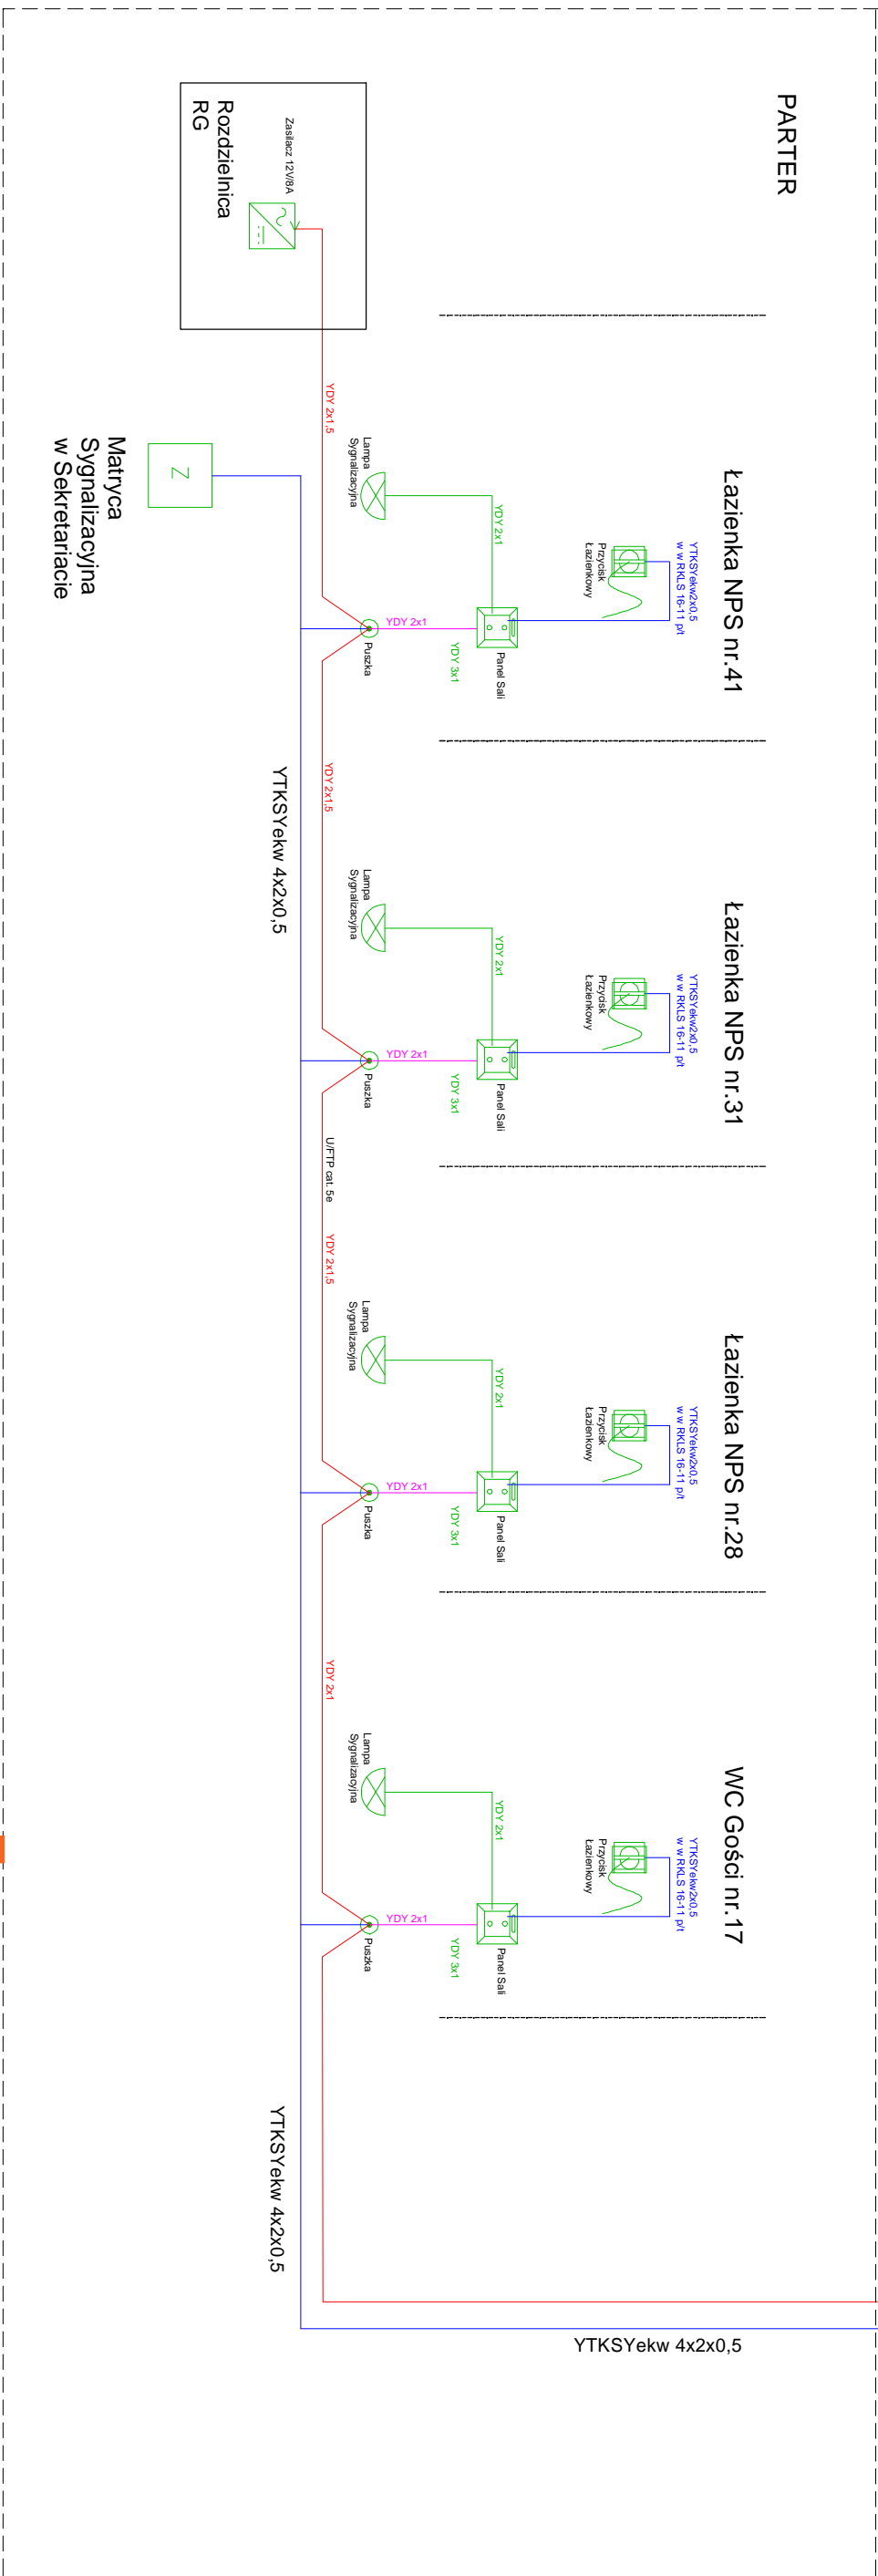 PARTER
Rozdzielnica
RG
Zasilacz 12V/8A
YDY 2x1,5
Matryca
Sygnalizacyjna
w Sekretariacie
Z
Łazienka NPS nr.41
YTKSYekw2x0,5
w w RKLS 16-11 p/t
Przycisk
Łazienkowy
Lampa
Sygnalizacyjna
YDY 2x1
Panel Sali
YDY 3x1
YDY 2x1
Puszka
YDY 2x1,5
YTKSYekw 4x2x0,5
Łazienka NPS nr.31
YTKSYekw2x0,5
w w RKLS 16-11 p/t
Przycisk
Łazienkowy
Lampa
Sygnalizacyjna
YDY 2x1
Panel Sali
YDY 3x1
YDY 2x1
Puszka
U/FTP cat. 5e
YDY 2x1,5
Łazienka NPS nr.28
YTKSYekw2x0,5
w w RKLS 16-11 p/t
Przycisk
Łazienkowy
Lampa
Sygnalizacyjna
YDY 2x1
Panel Sali
YDY 3x1
YDY 2x1
Puszka
YDY 2x1
WC Gości nr.17
YTKSYekw2x0,5
w w RKLS 16-11 p/t
Przycisk
Łazienkowy
Lampa
Sygnalizacyjna
YDY 2x1
Panel Sali
YDY 3x1
YDY 2x1
Puszka
YTKSYekw 4x2x0,5
YTKSYekw 4x2x0,5